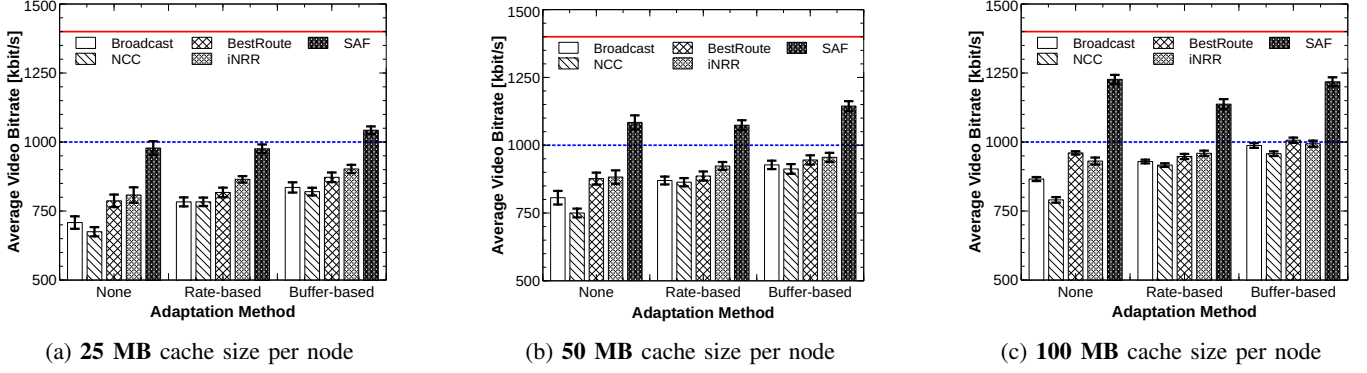 1500
1250
1000
750
500
Average Video Bitrate [kbit/s]
Broadcast BestRoute SAF
NCC iNRR
None Rate-based Buffer-based
Adaptation Method
(a) 25 MB cache size per node
1500
1250
1000
750
500
Average Video Bitrate [kbit/s]
Broadcast BestRoute SAF
NCC iNRR
None Rate-based Buffer-based
Adaptation Method
(b) 50 MB cache size per node
1500
1250
1000
750
500
Average Video Bitrate [kbit/s]
Broadcast BestRoute SAF
NCC iNRR
None Rate-based Buffer-based
Adaptation Method
(c) 100 MB cache size per node